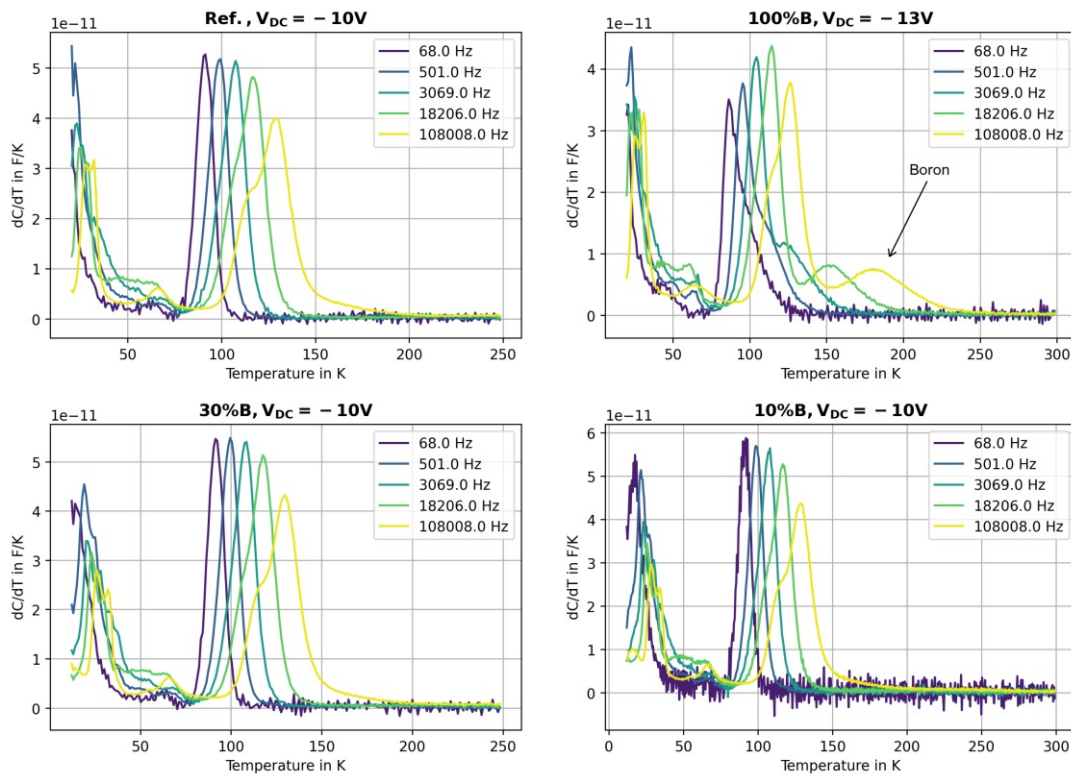 Ref. , V_DC = − 10V
1e−11
dC/dT in F/K
5
4
3
2
1
0
50 100 150 200 250
Temperature in K
68.0 Hz
501.0 Hz
3069.0 Hz
18206.0 Hz
108008.0 Hz
100%B, V_DC = − 13V
1e−11
dC/dT in F/K
4
3
2
1
0
50 100 150 200 250 300
Temperature in K
68.0 Hz
501.0 Hz
3069.0 Hz
18206.0 Hz
108008.0 Hz
Boron
30%B, V_DC = − 10V
1e−11
dC/dT in F/K
5
4
3
2
1
0
50 100 150 200 250
Temperature in K
68.0 Hz
501.0 Hz
3069.0 Hz
18206.0 Hz
108008.0 Hz
10%B, V_DC = − 10V
1e−11
dC/dT in F/K
6
5
4
3
2
1
0
0 50 100 150 200 250 300
Temperature in K
68.0 Hz
501.0 Hz
3069.0 Hz
18206.0 Hz
108008.0 Hz